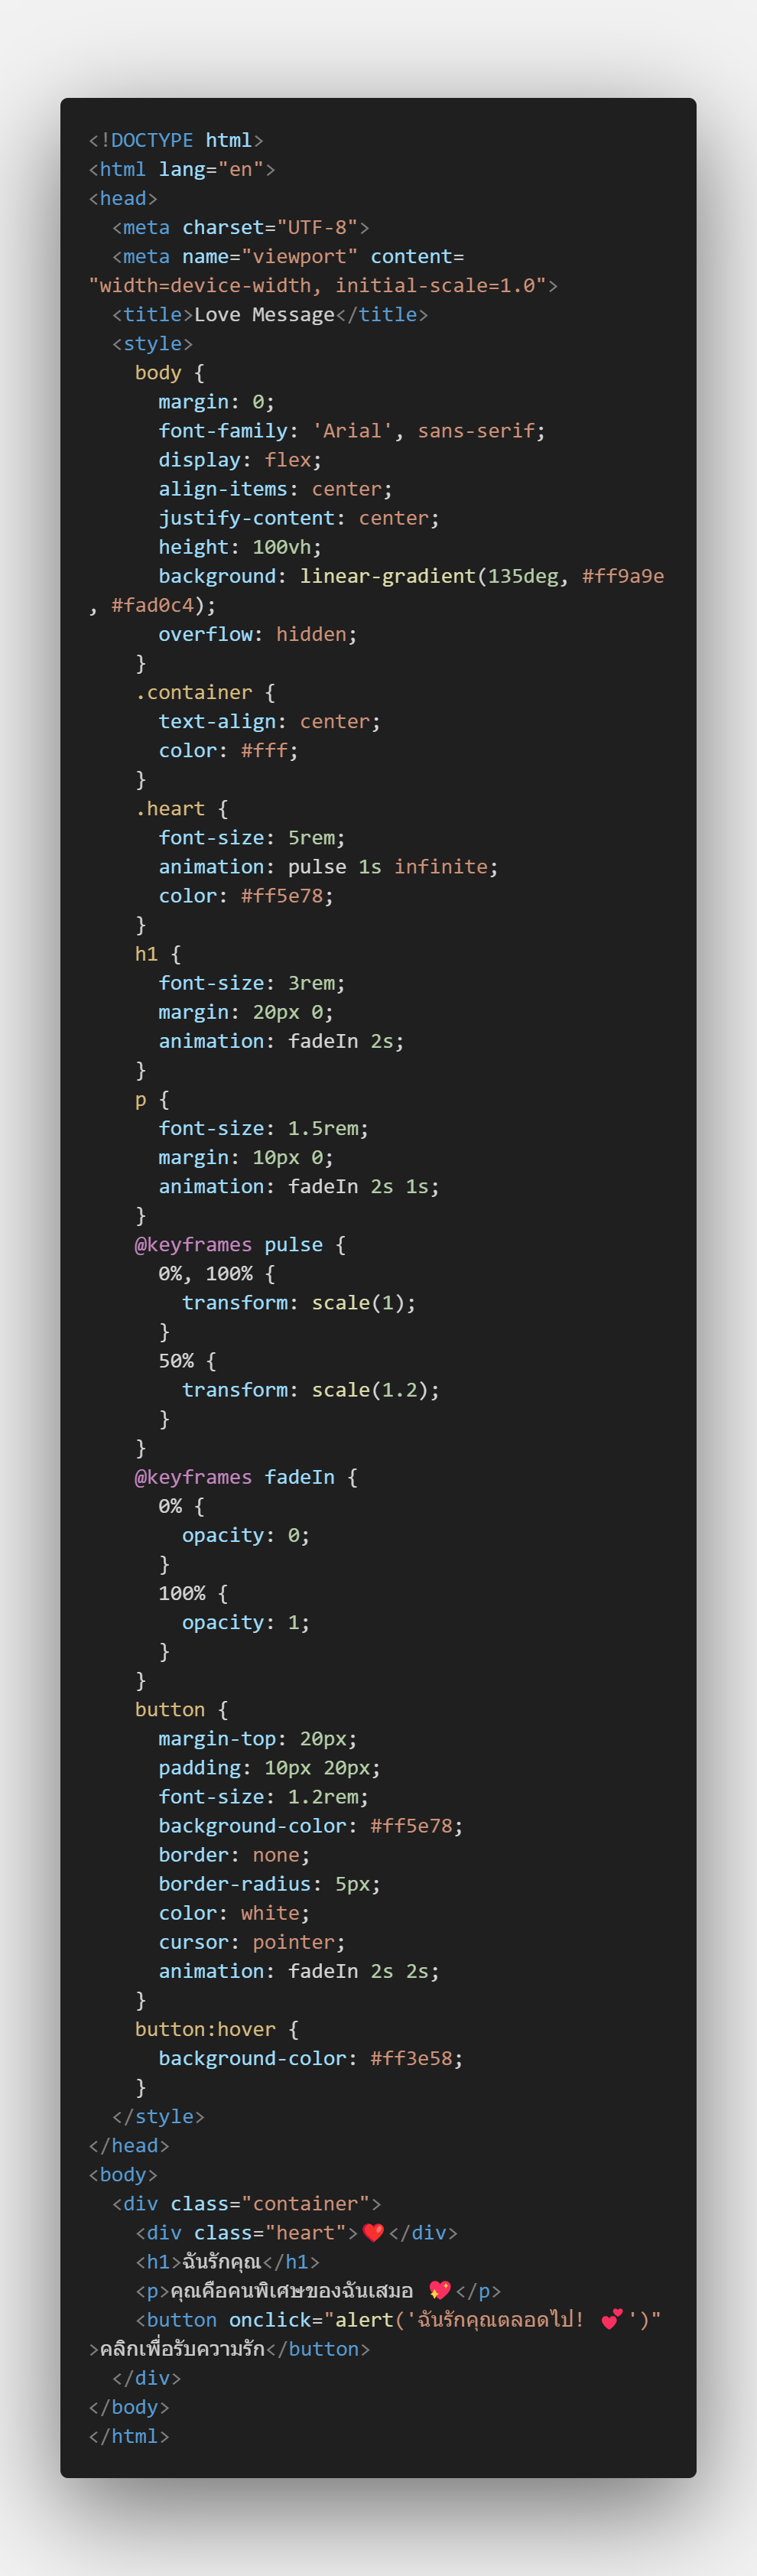 <!DOCTYPE html>
<html lang="en">
<head>
  <meta charset="UTF-8">
  <meta name="viewport" content=
"width=device-width, initial-scale=1.0">
  <title>Love Message</title>
  <style>
    body {
      margin: 0;
      font-family: 'Arial', sans-serif;
      display: flex;
      align-items: center;
      justify-content: center;
      height: 100vh;
      background: linear-gradient(135deg, #ff9a9e
, #fad0c4);
      overflow: hidden;
    }
    .container {
      text-align: center;
      color: #fff;
    }
    .heart {
      font-size: 5rem;
      animation: pulse 1s infinite;
      color: #ff5e78;
    }
    h1 {
      font-size: 3rem;
      margin: 20px 0;
      animation: fadeIn 2s;
    }
    p {
      font-size: 1.5rem;
      margin: 10px 0;
      animation: fadeIn 2s 1s;
    }
    @keyframes pulse {
      0%, 100% {
        transform: scale(1);
      }
      50% {
        transform: scale(1.2);
      }
    }
    @keyframes fadeIn {
      0% {
        opacity: 0;
      }
      100% {
        opacity: 1;
      }
    }
    button {
      margin-top: 20px;
      padding: 10px 20px;
      font-size: 1.2rem;
      background-color: #ff5e78;
      border: none;
      border-radius: 5px;
      color: white;
      cursor: pointer;
      animation: fadeIn 2s 2s;
    }
    button:hover {
      background-color: #ff3e58;
    }
  </style>
</head>
<body>
  <div class="container">
    <div class="heart">❤️</div>
    <h1>ฉันรักคุณ</h1>
    <p>คุณคือคนพิเศษของฉันเสมอ 💖</p>
    <button onclick="alert('ฉันรักคุณตลอดไป! 💕')"
>คลิกเพื่อรับความรัก</button>
  </div>
</body>
</html>